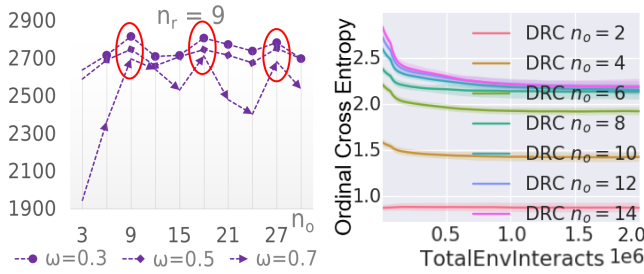 n_r = 9
2900
2700
2500
2300
2100
1900
3 9 15 21 27
n_o
ω=0.3 ω=0.5 ω=0.7
Ordinal Cross Entropy
2.5
2.0
1.5
1.0
DRC n_o = 2
DRC n_o = 4
DRC n_o = 6
DRC n_o = 8
DRC n_o = 10
DRC n_o = 12
DRC n_o = 14
0.5 1.0 1.5 2.0
TotalEnvInteracts 1e6